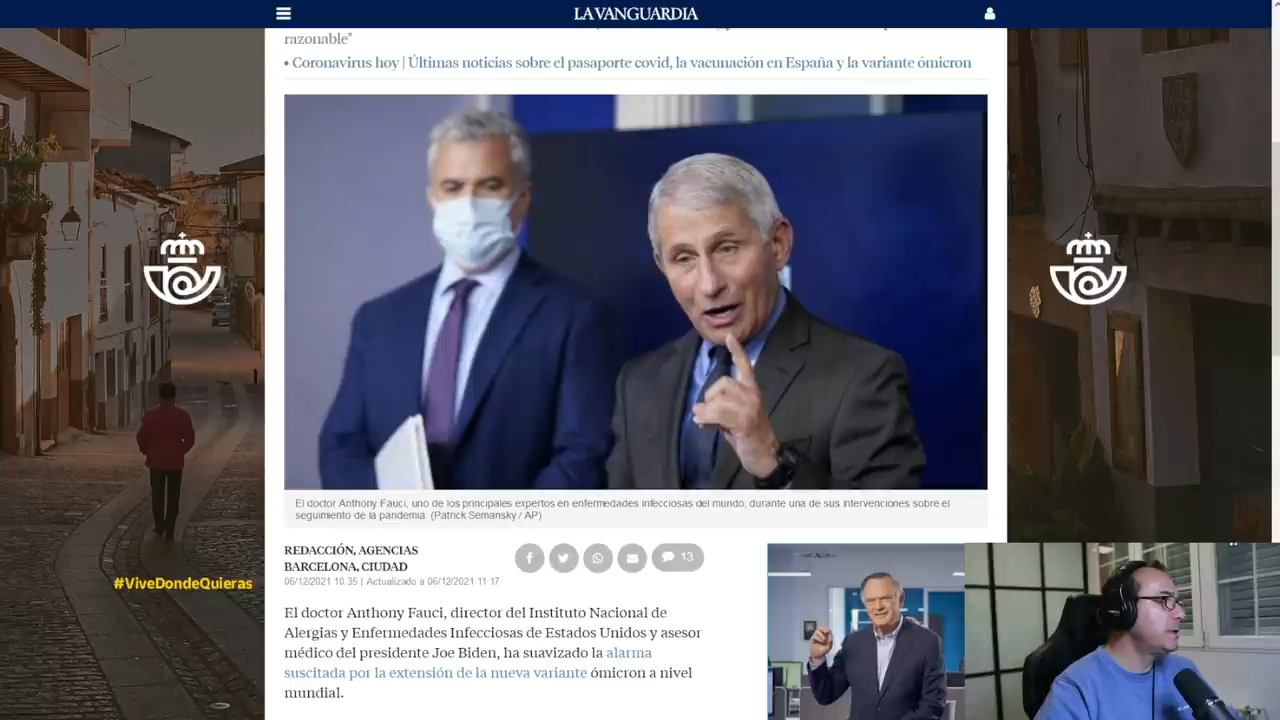 LA VANGUARDIA
razonable"
• Coronavirus hoy | Últimas noticias sobre el pasaporte covid, la vacunación en España y la variante ómicron
El doctor Anthony Fauci, uno de los principales expertos en enfermedades infecciosas del mundo, durante una de sus intervenciones sobre el
seguimiento de la pandemia (Patrick Semansky / AP)
REDACCIÓN, AGENCIAS
BARCELONA, CIUDAD
06/12/2021 10:35 | Actualizado a 06/12/2021 11:17
13
#ViveDondeQuieras
El doctor Anthony Fauci, director del Instituto Nacional de
Alergias y Enfermedades Infecciosas de Estados Unidos y asesor
médico del presidente Joe Biden, ha suavizado la alarma
suscitada por la extensión de la nueva variante ómicron a nivel
mundial.